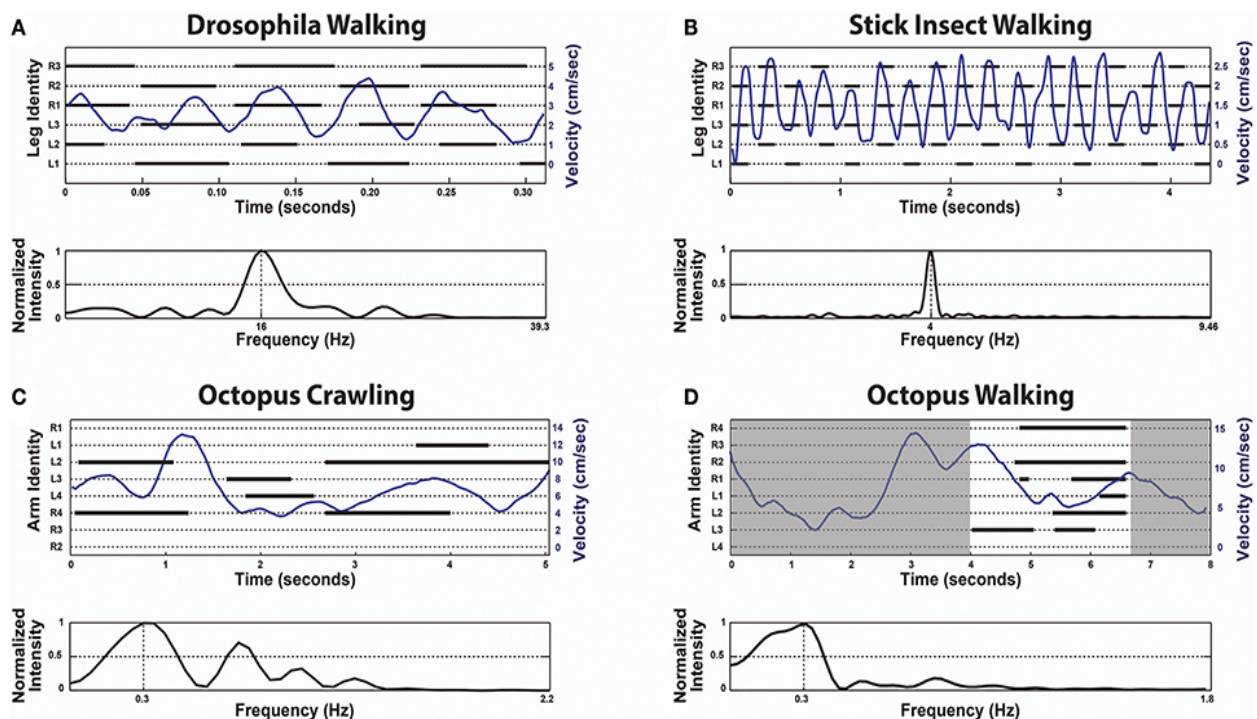 A
Drosophila Walking
Leg Identity
R3
R2
R1
L3
L2
L1
5
4
3
2
1
0
Velocity (cm/sec)
0 0.05 0.10 0.15 0.20 0.25 0.30
Time (seconds)
Normalized
Intensity
1
0.5
0
16 39.3
Frequency (Hz)
B
Stick Insect Walking
Leg Identity
R3
R2
R1
L3
L2
L1
2.5
2
1.5
1
0.5
0
Velocity (cm/sec)
0 1 2 3 4
Time (seconds)
Normalized
Intensity
1
0.5
0
4 9.46
Frequency (Hz)
C
Octopus Crawling
Arm Identity
R1
L1
L2
L3
L4
R4
R3
R2
14
12
10
8
6
4
2
0
Velocity (cm/sec)
0 1 2 3 4 5
Time (seconds)
Normalized
Intensity
1
0.5
0
0.3 2.2
Frequency (Hz)
D
Octopus Walking
Arm Identity
R4
R3
R2
R1
L1
L2
L3
L4
15
10
5
0
Velocity (cm/sec)
0 1 2 3 4 5 6 7 8
Time (seconds)
Normalized
Intensity
1
0.5
0
0.3 1.8
Frequency (Hz)